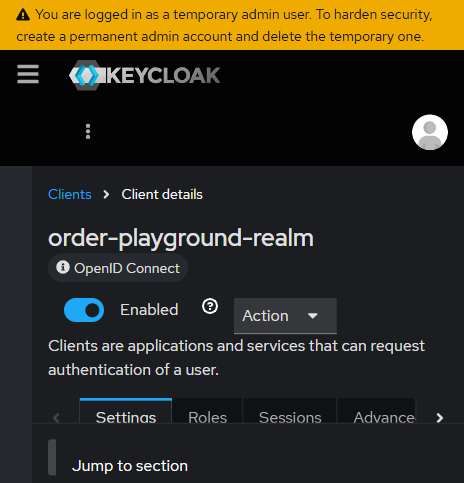 You are logged in as a temporary admin user. To harden security,
create a permanent admin account and delete the temporary one.
KEYCLOAK
Clients > Client details
order-playground-realm
OpenID Connect
Enabled
Action
Clients are applications and services that can request
authentication of a user.
Settings Roles Sessions Advance
Jump to section